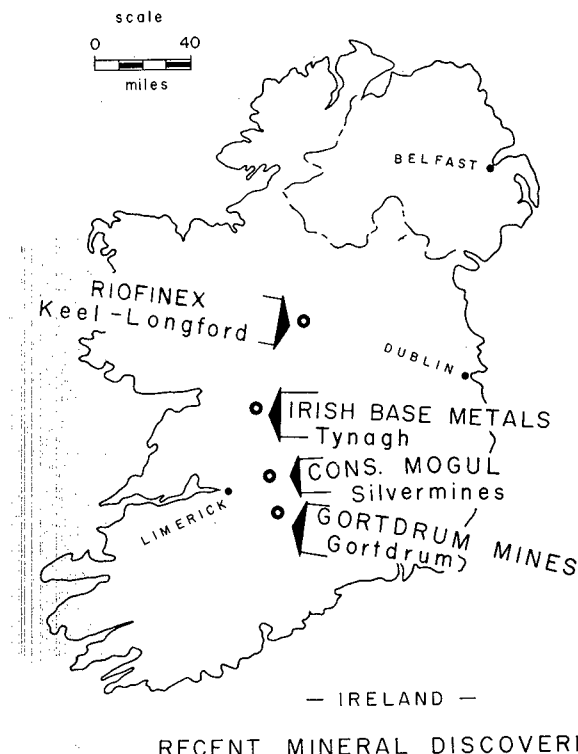 scale
0 40
miles
BELFAST
RIOFINEX
Keel-Longford
DUBLIN
IRISH BASE METALS
Tynagh
CONS. MOGUL
Silvermines
LIMERICK
GORTDRUM MINES
Gortdrum
— IRELAND —
RECENT MINERAL